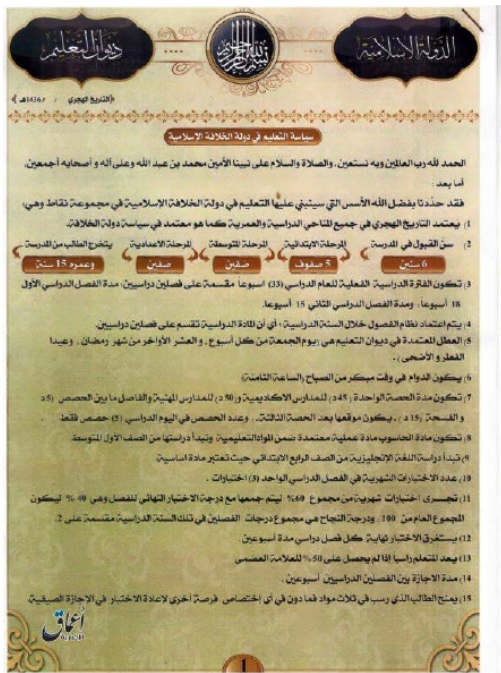 الدولة الإسلامية
ديوان التعليم
بسم الله الرحمن الرحيم
التاريخ الهجري / / 1436هـ
سياسة التعليم في دولة الخلافة الإسلامية
الحمد لله رب العالمين وبه نستعين، والصلاة والسلام على نبينا الأمين محمد بن عبد الله وعلى آله و أصحابه أجمعين،
أما بعد :
فقد حدّدنا بفضل الله الأسس التي سينبني عليها التعليم في دولة الخلافة الإسلامية في مجموعة نقاط وهي:
1) يعتمد التاريخ الهجري في جميع المناحي الدراسية والعمرية كما هو معتمد في سياسة دولة الخلافة.
2) سنّ القبول في المدرسة المرحلة الابتدائية المرحلة المتوسطة المرحلة الاعدادية يتخرج الطالب من المدرسة
6 سنين 5 صفوف صفين صفين وعمره 15 سنة
3) تكون الفترة الدراسية الفعلية للعام الدراسي (33) اسبوعاً مقسمة على فصلين دراسيين: مدة الفصل الدراسي الأول
18 أسبوعاً، ومدة الفصل الدراسي الثاني 15 أسبوعاً.
4) يتم اعتماد نظام الفصول خلال السنة الدراسية ؛ أي أن المادة الدراسية تقسم على فصلين دراسيين.
5) العطل المعتمدة في ديوان التعليم هي (يوم الجمعة من كل أسبوع ، و العشر الأواخر من شهر رمضان ، وعيدا
الفطر و الأضحى) .
6) يكون الدوام في وقت مبكر من الصباح (الساعة الثامنة)
7) تكون مدة الحصة الواحدة (45 د) للمدارس الاكاديمية و(50 د) للمدارس المهنية والفاصل ما بين الحصص (5 د
و الفسحة (15 د) ، يكون موقعها بعد الحصة الثالثة. ، وعدد الحصص في اليوم الدراسي (5) حصص فقط .
8) تكون مادة الحاسوب مادة عملية معتمدة ضمن المواد التعليمية وتبدأ دراستها من الصف الأول المتوسط.
9) تبدأ دراسة اللغة الإنجليزية من الصف الرابع الابتدائي حيث تعتبر مادة اساسية
10) عدد الاختبارات الشهرية في الفصل الدراسي الواحد (3) اختبارات .
11) تجرى اختبارات شهرية من مجموع 60% ليتم جمعها مع درجة الاختبار النهائي للفصل وهي 40 % ليكون
المجموع العام من 100 ، ودرجة النجاح هي مجموع درجات الفصلين في تلك السنة الدراسية مقسمة على 2.
12) يستغرق الاختبار نهاية كل فصل دراسي مدة أسبوعين.
13) يعد المتعلم راسباً إذا لم يحصل على 50 % للعلامة العضمى
14) مدة الاجازة بين الفصلين الدراسيين أسبوعين .
15) يمنح الطالب الذي رسب في ثلاث مواد فما دون في أي اختصاص فرصة أخرى لإعادة الاختبار في الإجازة الصيفية.
أعماق
1